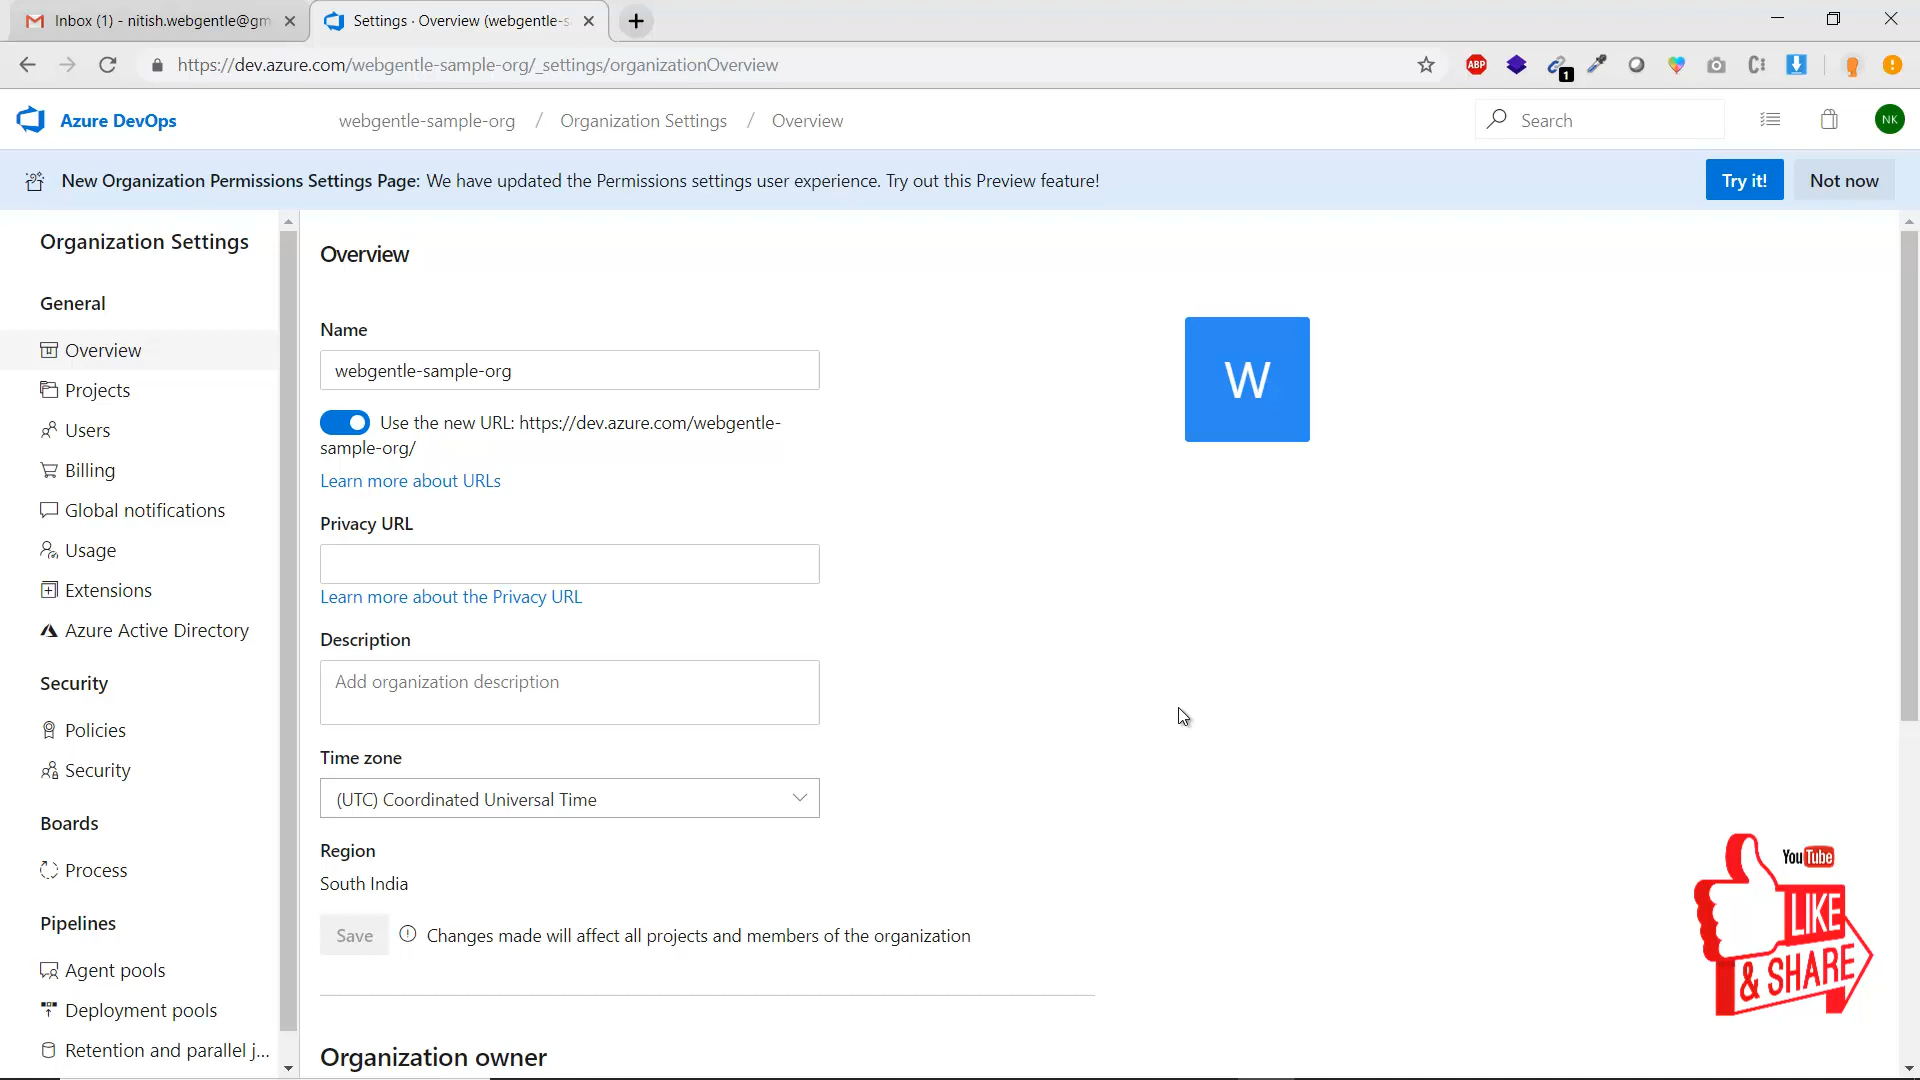 Inbox (1) - nitish.webgentle@gm
Settings · Overview (webgentle-s
https://dev.azure.com/webgentle-sample-org/_settings/organizationOverview
ABP
1
Azure DevOps
webgentle-sample-org / Organization Settings / Overview
Search
NK
New Organization Permissions Settings Page: We have updated the Permissions settings user experience. Try out this Preview feature!
Try it!
Not now
Organization Settings
General
Overview
Projects
Users
Billing
Global notifications
Usage
Extensions
Azure Active Directory
Security
Policies
Security
Boards
Process
Pipelines
Agent pools
Deployment pools
Retention and parallel j...
Overview
Name
webgentle-sample-org
Use the new URL: https://dev.azure.com/webgentle-
sample-org/
Learn more about URLs
Privacy URL
Learn more about the Privacy URL
Description
Add organization description
Time zone
(UTC) Coordinated Universal Time
Region
South India
Save
Changes made will affect all projects and members of the organization
Organization owner
W
YouTube
LIKE
& SHARE